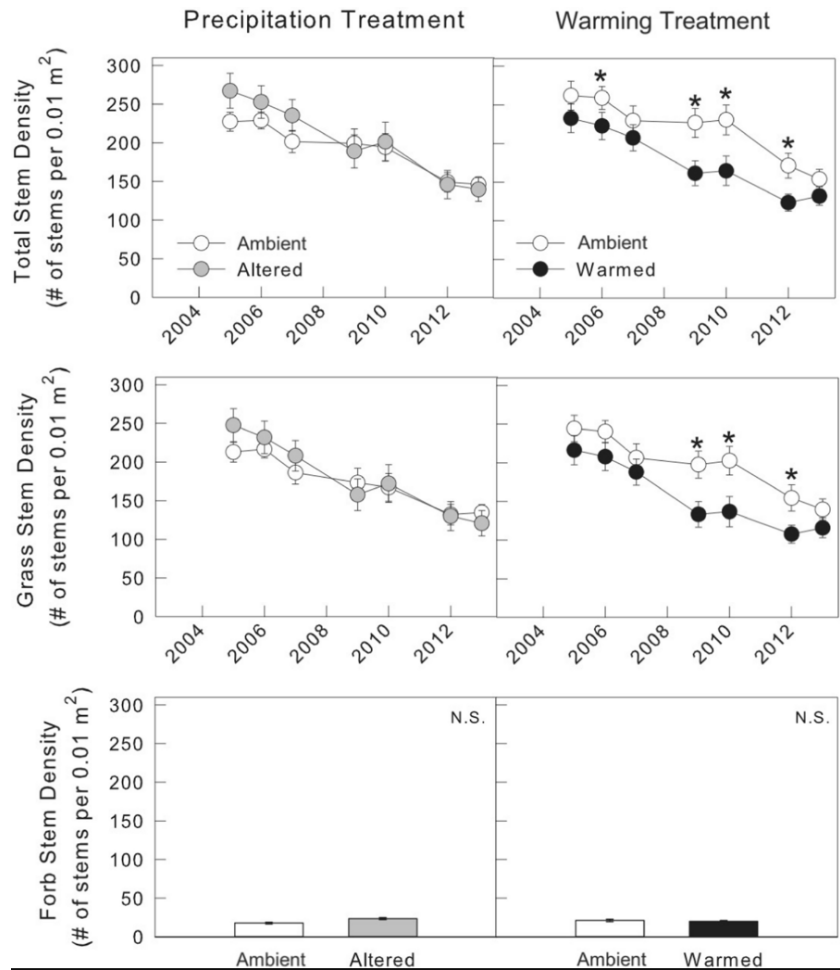 Precipitation Treatment
Warming Treatment
Total Stem Density
(# of stems per 0.01 m²)
300
250
200
150
100
50
0
Ambient
Altered
Ambient
Warmed
*
*
*
*
2004
2006
2008
2010
2012
2004
2006
2008
2010
2012
Grass Stem Density
(# of stems per 0.01 m²)
300
250
200
150
100
50
0
*
*
*
2004
2006
2008
2010
2012
2004
2006
2008
2010
2012
Forb Stem Density
(# of stems per 0.01 m²)
300
250
200
150
100
50
0
N.S.
N.S.
Ambient
Altered
Ambient
Warmed